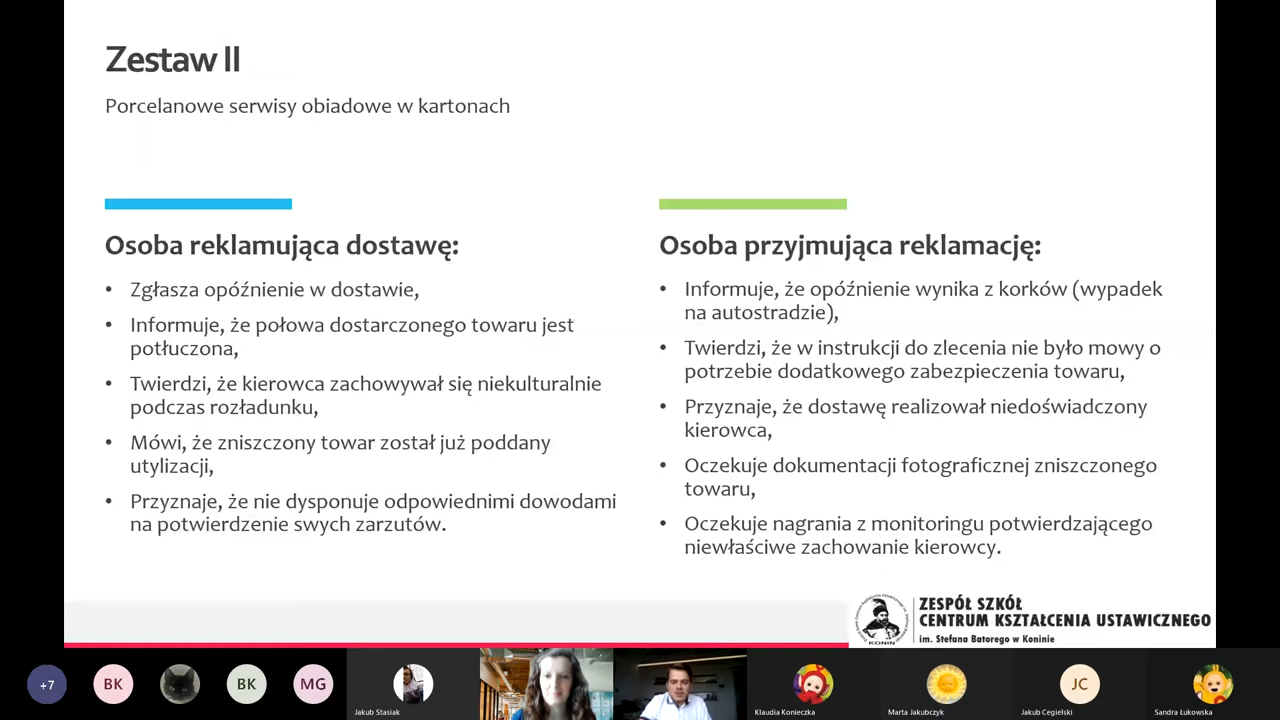 Zestaw II
Porcelanowe serwisy obiadowe w kartonach
Osoba reklamująca dostawę:
• Zgłasza opóźnienie w dostawie,
• Informuje, że połowa dostarczonego towaru jest
potłuczona,
• Twierdzi, że kierowca zachowywał się niekulturalnie
podczas rozładunku,
• Mówi, że zniszczony towar został już poddany
utylizacji,
• Przyznaje, że nie dysponuje odpowiednimi dowodami
na potwierdzenie swych zarzutów.
Osoba przyjmująca reklamację:
• Informuje, że opóźnienie wynika z korków (wypadek
na autostradzie),
• Twierdzi, że w instrukcji do zlecenia nie było mowy o
potrzebie dodatkowego zabezpieczenia towaru,
• Przyznaje, że dostawę realizował niedoświadczony
kierowca,
• Oczekuje dokumentacji fotograficznej zniszczonego
towaru,
• Oczekuje nagrania z monitoringu potwierdzającego
niewłaściwe zachowanie kierowcy.
KONIN
ZESPÓŁ SZKÓŁ
CENTRUM KSZTAŁCENIA USTAWICZNEGO
im. Stefana Batorego w Koninie
+7
BK
BK
MG
Jakub Stasiak
Klaudia Konieczka
Marta Jakubczyk
JC
Jakub Cegielski
Sandra Łukowska